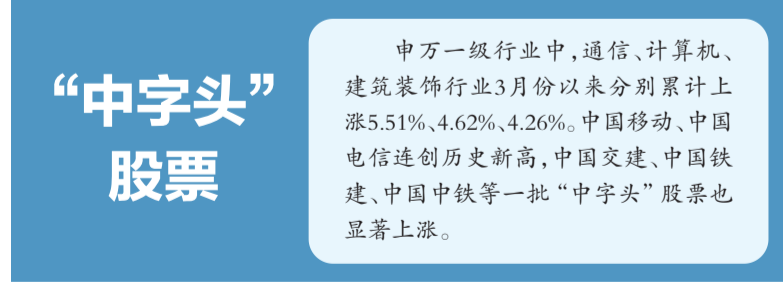 “中字头”
股票
申万一级行业中,通信、计算机、
建筑装饰行业3月份以来分别累计上
涨5.51%、4.62%、4.26%。中国移动、中国
电信连创历史新高,中国交建、中国铁
建、中国中铁等一批“中字头”股票也
显著上涨。